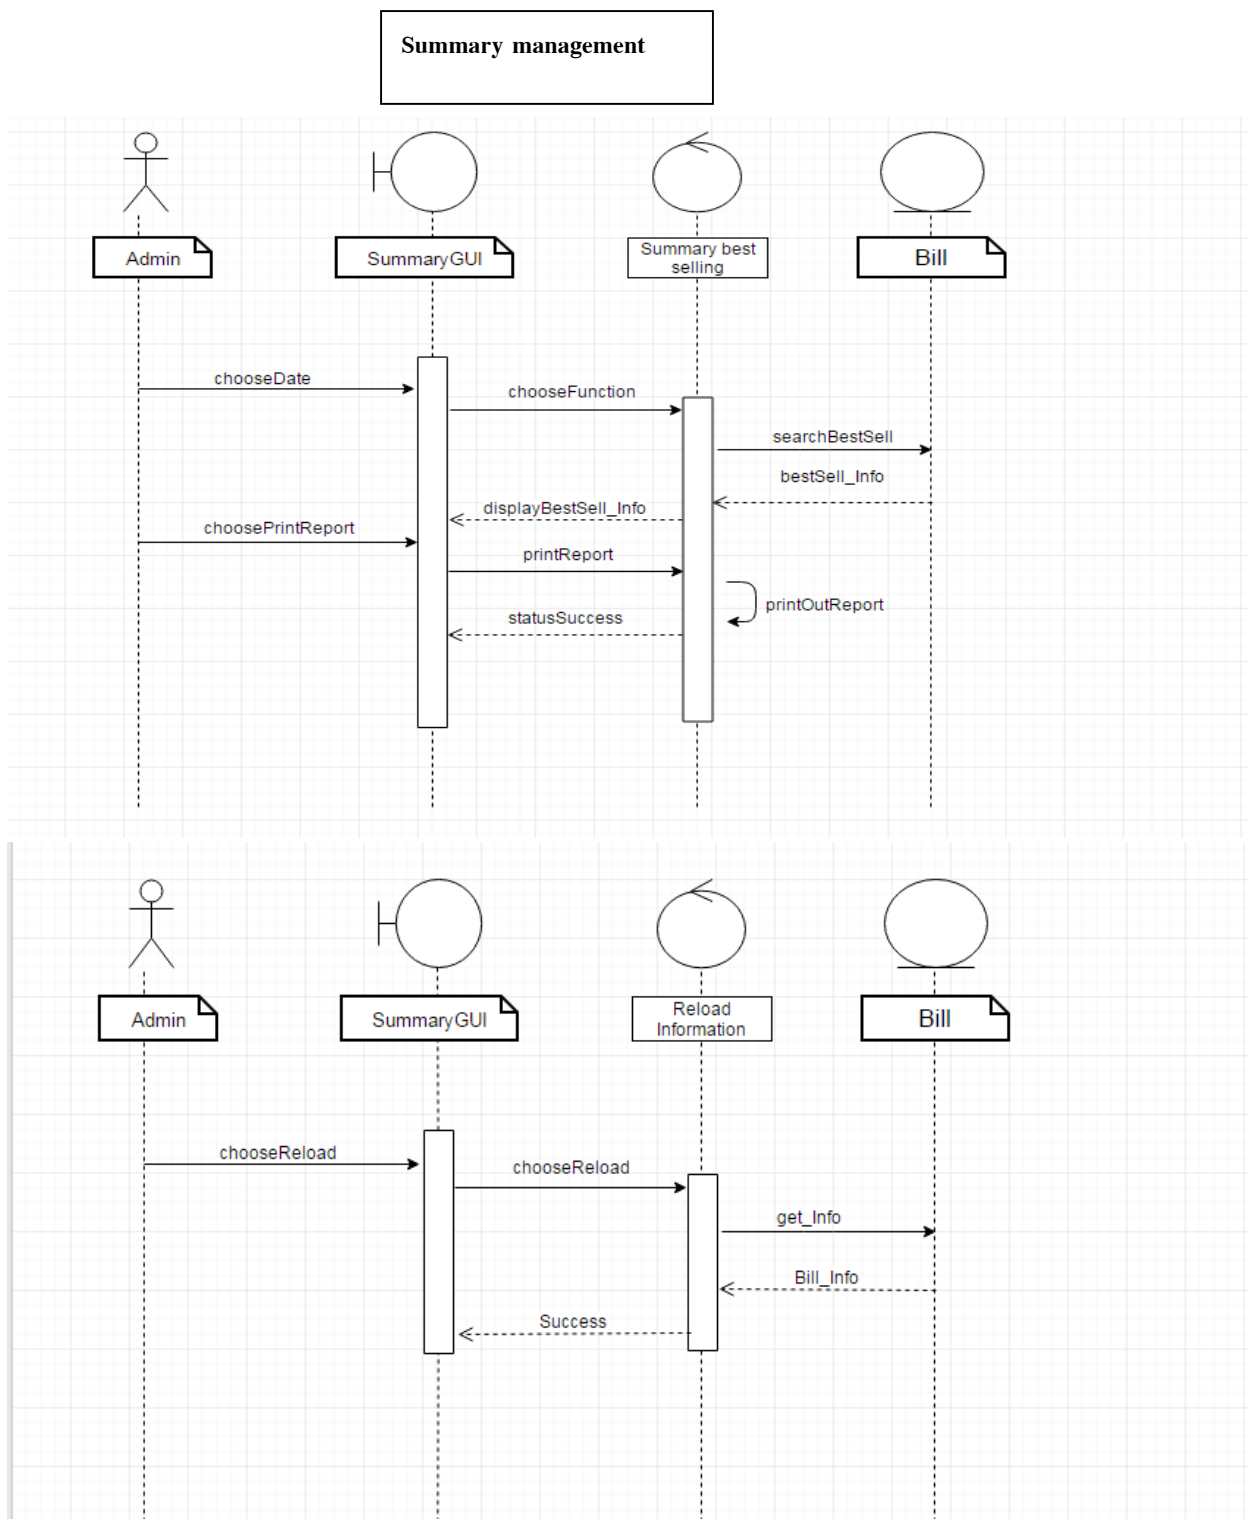 Summary management
Admin
SummaryGUI
Summary best
selling
Bill
chooseDate
chooseFunction
searchBestSell
bestSell_Info
displayBestSell_Info
choosePrintReport
printReport
printOutReport
statusSuccess
Admin
SummaryGUI
Reload
Information
Bill
chooseReload
chooseReload
get_Info
Bill_Info
Success